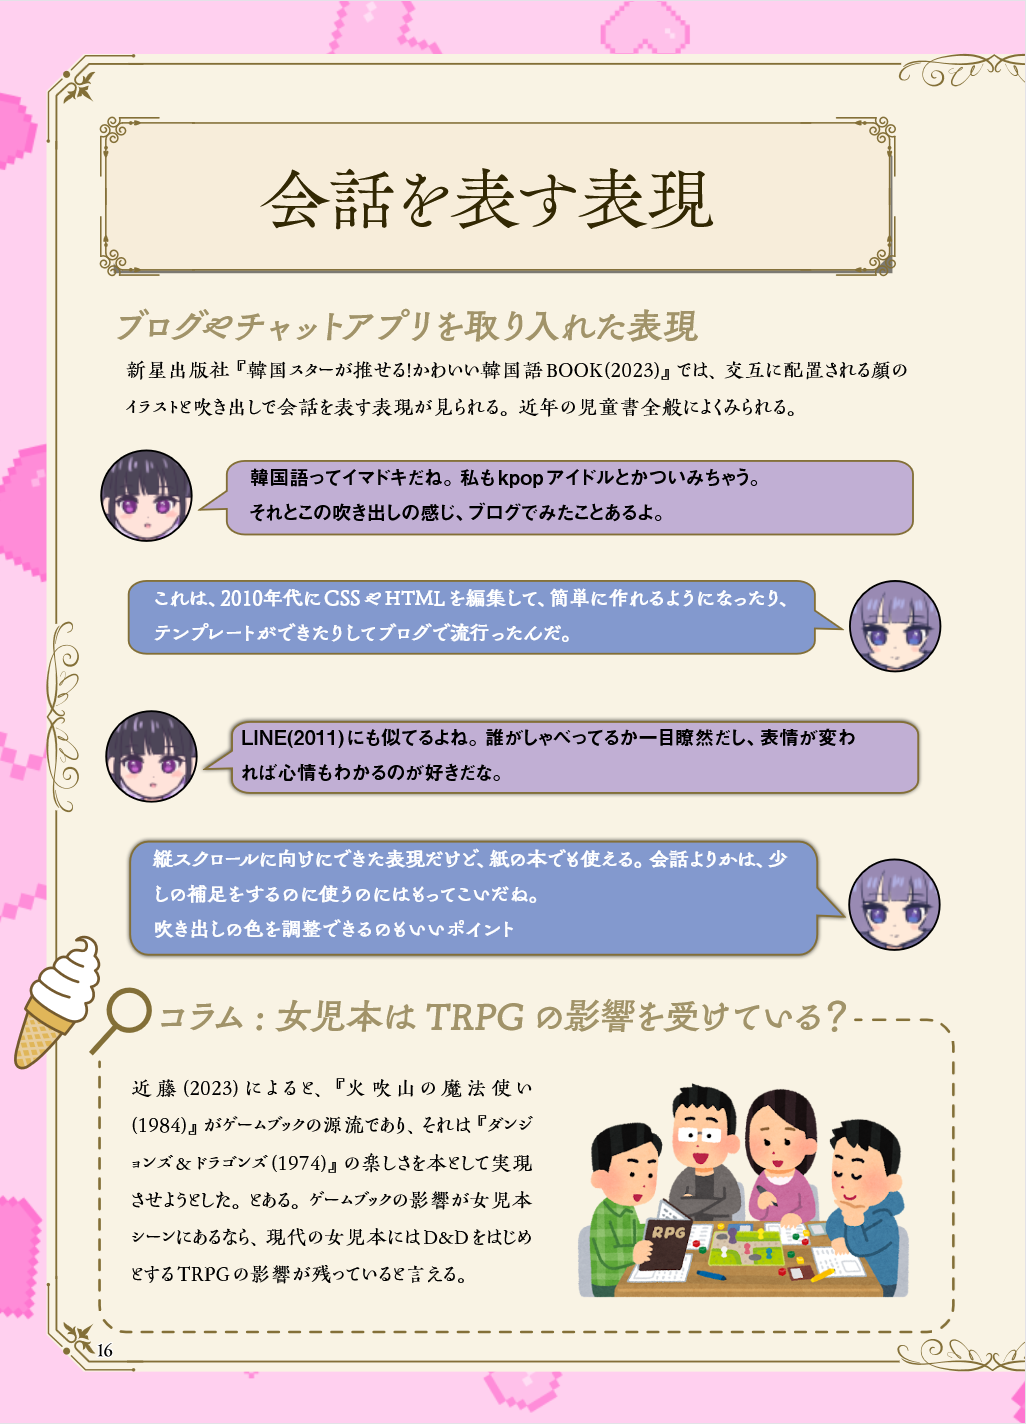 会話を表す表現
ブログやチャットアプリを取り入れた表現
新星出版社『韓国スターが推せる!かわいい韓国語BOOK(2023)』では、交互に配置される顔の
イラストと吹き出しで会話を表す表現が見られる。近年の児童書全般によくみられる。
韓国語ってイマドキだね。私もkpopアイドルとかついみちゃう。
それとこの吹き出しの感じ、ブログでみたことあるよ。
これは、2010年代にCSSやHTMLを編集して、簡単に作れるようになったり、
テンプレートができたりしてブログで流行ったんだ。
LINE(2011)にも似てるよね。誰がしゃべってるか一目瞭然だし、表情が変わ
れば心情もわかるのが好きだな。
縦スクロールに向けにできた表現だけど、紙の本でも使える。会話よりかは、少
しの補足をするのに使うのにはもってこいだね。
吹き出しの色を調整できるのもいいポイント
コラム：女児本はTRPGの影響を受けている？
近藤(2023)によると、『火吹山の魔法使い
(1984)』がゲームブックの源流であり、それは『ダンジ
ョンズ&ドラゴンズ(1974)』の楽しさを本として実現
させようとした。とある。ゲームブックの影響が女児本
シーンにあるなら、現代の女児本にはD&Dをはじめ
とするTRPGの影響が残っていると言える。
RPG
16